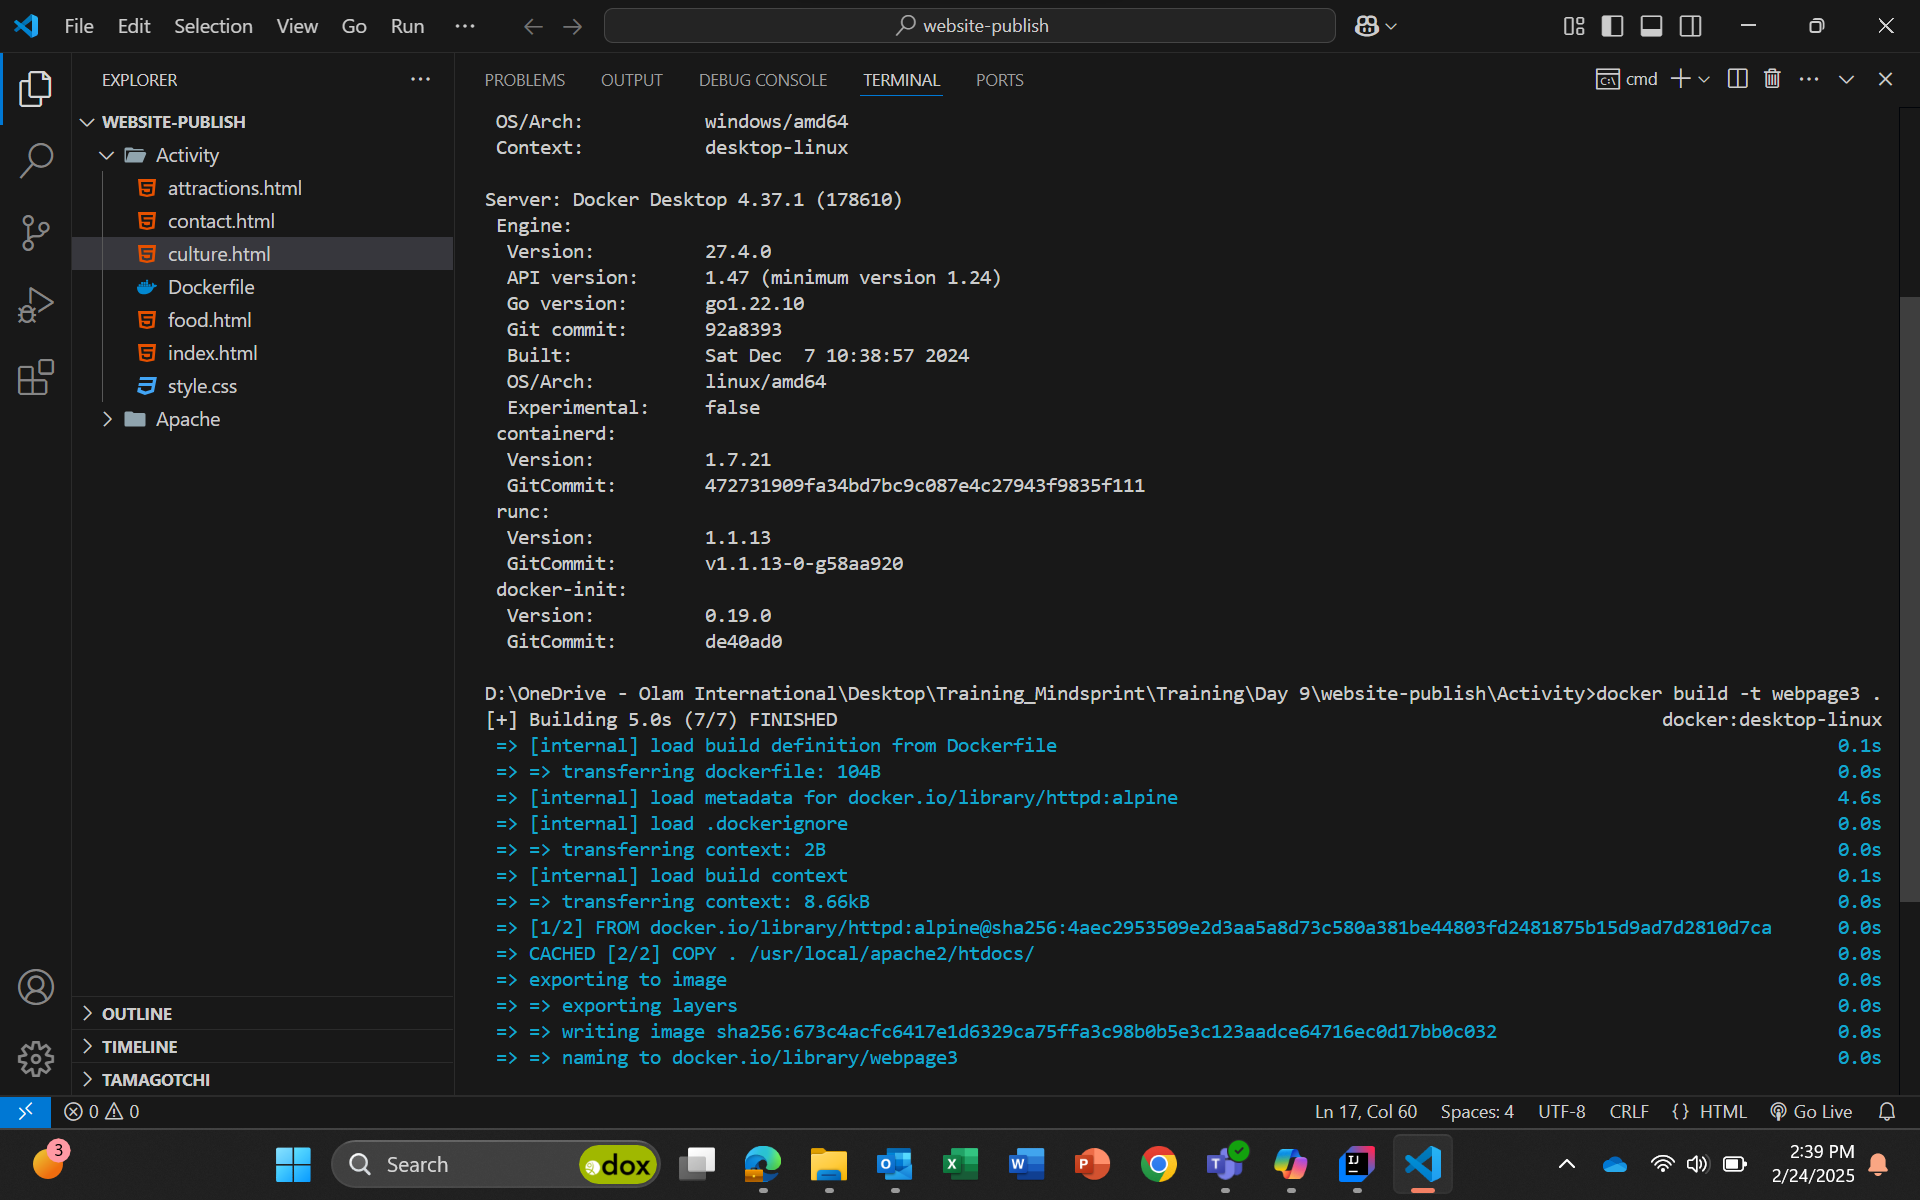 File Edit Selection View Go Run ··· website-publish
EXPLORER ···
PROBLEMS OUTPUT DEBUG CONSOLE TERMINAL PORTS cmd
WEBSITE-PUBLISH
Activity
attractions.html
contact.html
culture.html
Dockerfile
food.html
index.html
style.css
Apache
OUTLINE
TIMELINE
TAMAGOTCHI
OS/Arch: windows/amd64
Context: desktop-linux
Server: Docker Desktop 4.37.1 (178610)
Engine:
Version: 27.4.0
API version: 1.47 (minimum version 1.24)
Go version: go1.22.10
Git commit: 92a8393
Built: Sat Dec  7 10:38:57 2024
OS/Arch: linux/amd64
Experimental: false
containerd:
Version: 1.7.21
GitCommit: 472731909fa34bd7bc9c087e4c27943f9835f111
runc:
Version: 1.1.13
GitCommit: v1.1.13-0-g58aa920
docker-init:
Version: 0.19.0
GitCommit: de40ad0
D:\OneDrive - Olam International\Desktop\Training_Mindsprint\Training\Day 9\website-publish\Activity>docker build -t webpage3 .
[+] Building 5.0s (7/7) FINISHED docker:desktop-linux
=> [internal] load build definition from Dockerfile 0.1s
=> => transferring dockerfile: 104B 0.0s
=> [internal] load metadata for docker.io/library/httpd:alpine 4.6s
=> [internal] load .dockerignore 0.0s
=> => transferring context: 2B 0.0s
=> [internal] load build context 0.1s
=> => transferring context: 8.66kB 0.0s
=> [1/2] FROM docker.io/library/httpd:alpine@sha256:4aec2953509e2d3aa5a8d73c580a381be44803fd2481875b15d9ad7d2810d7ca 0.0s
=> CACHED [2/2] COPY . /usr/local/apache2/htdocs/ 0.0s
=> exporting to image 0.0s
=> => exporting layers 0.0s
=> => writing image sha256:673c4acfc6417e1d6329ca75ffa3c98b0b5e3c123aadce64716ec0d17bb0c032 0.0s
=> => naming to docker.io/library/webpage3 0.0s
0 0 Ln 17, Col 60 Spaces: 4 UTF-8 CRLF {} HTML Go Live
3 Search dox 2:39 PM
2/24/2025